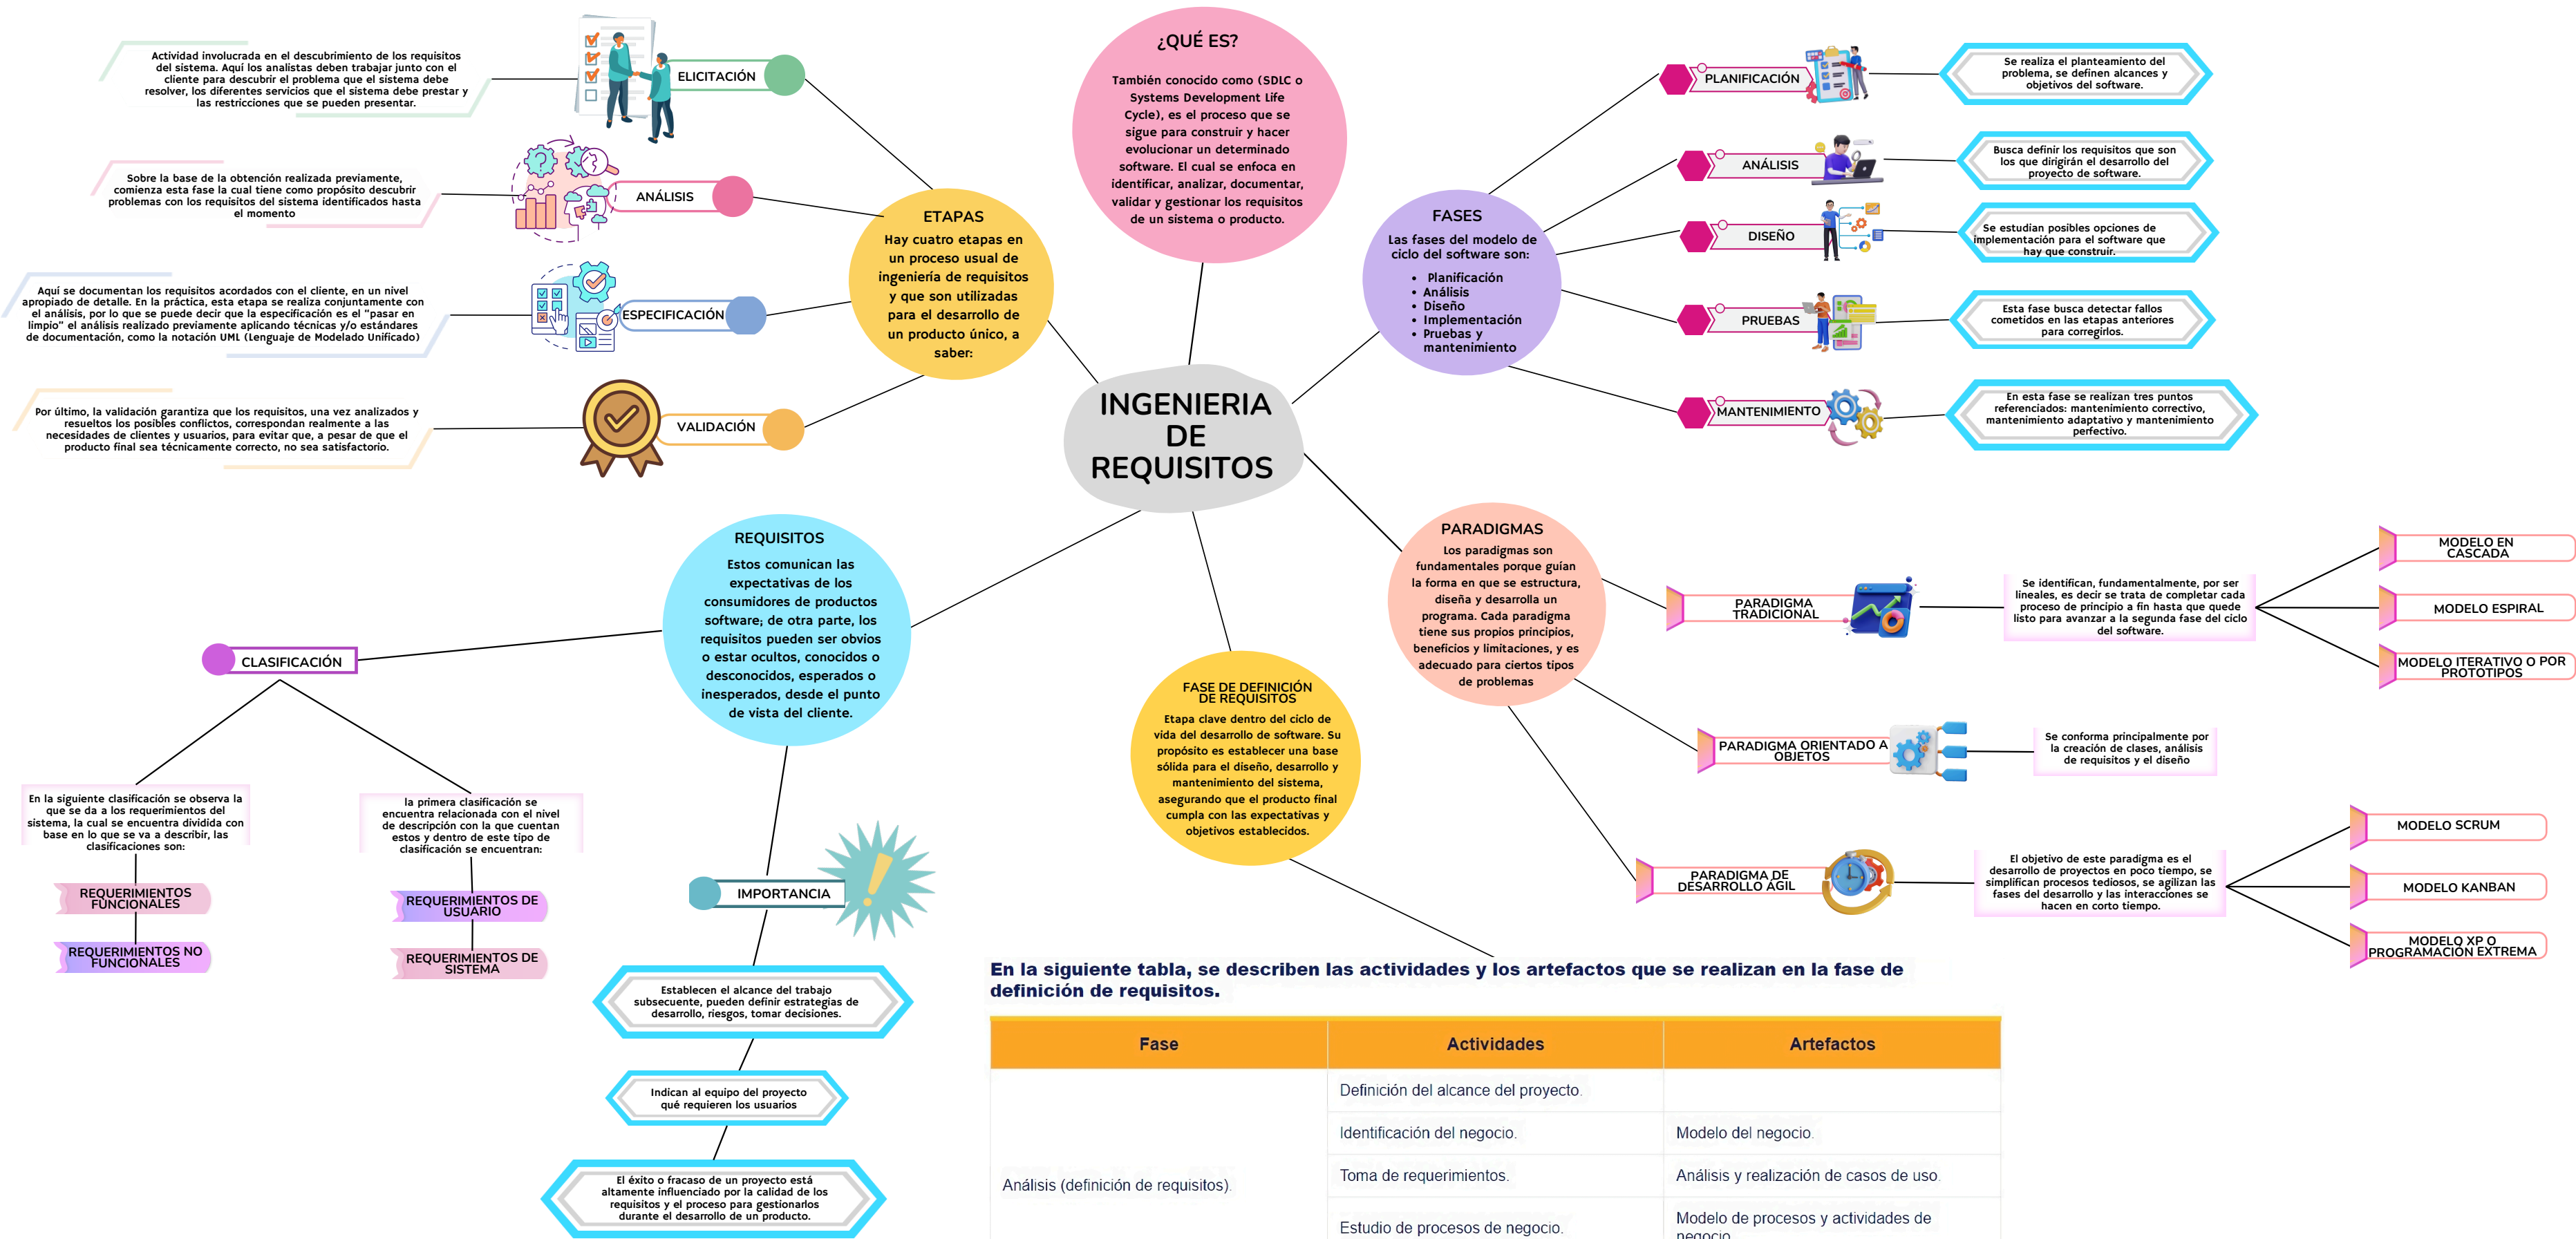 ¿QUÉ ES?
También conocido como (SDLC o
Systems Development Life
Cycle), es el proceso que se
sigue para construir y hacer
evolucionar un determinado
software. El cual se enfoca en
identificar, analizar, documentar,
validar y gestionar los requisitos
de un sistema o producto.
INGENIERIA
DE
REQUISITOS
ETAPAS
Hay cuatro etapas en
un proceso usual de
ingeniería de requisitos
y que son utilizadas
para el desarrollo de
un producto único, a
saber:
ELICITACIÓN
Actividad involucrada en el descubrimiento de los requisitos
del sistema. Aquí los analistas deben trabajar junto con el
cliente para descubrir el problema que el sistema debe
resolver, los diferentes servicios que el sistema debe prestar y
las restricciones que se pueden presentar.
ANÁLISIS
Sobre la base de la obtención realizada previamente,
comienza esta fase la cual tiene como propósito descubrir
problemas con los requisitos del sistema identificados hasta
el momento
ESPECIFICACIÓN
Aquí se documentan los requisitos acordados con el cliente, en un nivel
apropiado de detalle. En la práctica, esta etapa se realiza conjuntamente con
el análisis, por lo que se puede decir que la especificación es el "pasar en
limpio" el análisis realizado previamente aplicando técnicas y/o estándares
de documentación, como la notación UML (Lenguaje de Modelado Unificado)
VALIDACIÓN
Por último, la validación garantiza que los requisitos, una vez analizados y
resueltos los posibles conflictos, correspondan realmente a las
necesidades de clientes y usuarios, para evitar que, a pesar de que el
producto final sea técnicamente correcto, no sea satisfactorio.
FASES
Las fases del modelo de
ciclo del software son:
• Planificación
• Análisis
• Diseño
• Implementación
• Pruebas y
mantenimiento
PLANIFICACIÓN
Se realiza el planteamiento del
problema, se definen alcances y
objetivos del software.
ANÁLISIS
Busca definir los requisitos que son
los que dirigirán el desarrollo del
proyecto de software.
DISEÑO
Se estudian posibles opciones de
implementación para el software que
hay que construir.
PRUEBAS
Esta fase busca detectar fallos
cometidos en las etapas anteriores
para corregirlos.
MANTENIMIENTO
En esta fase se realizan tres puntos
referenciados: mantenimiento correctivo,
mantenimiento adaptativo y mantenimiento
perfectivo.
REQUISITOS
Estos comunican las
expectativas de los
consumidores de productos
software; de otra parte, los
requisitos pueden ser obvios
o estar ocultos, conocidos o
desconocidos, esperados o
inesperados, desde el punto
de vista del cliente.
CLASIFICACIÓN
En la siguiente clasificación se observa la
que se da a los requerimientos del
sistema, la cual se encuentra dividida con
base en lo que se va a describir, las
clasificaciones son:
REQUERIMIENTOS
FUNCIONALES
REQUERIMIENTOS NO
FUNCIONALES
la primera clasificación se
encuentra relacionada con el nivel
de descripción con la que cuentan
estos y dentro de este tipo de
clasificación se encuentran:
REQUERIMIENTOS DE
USUARIO
REQUERIMIENTOS DE
SISTEMA
IMPORTANCIA
Establecen el alcance del trabajo
subsecuente, pueden definir estrategias de
desarrollo, riesgos, tomar decisiones.
Indican al equipo del proyecto
qué requieren los usuarios
El éxito o fracaso de un proyecto está
altamente influenciado por la calidad de los
requisitos y el proceso para gestionarlos
durante el desarrollo de un producto.
PARADIGMAS
Los paradigmas son
fundamentales porque guían
la forma en que se estructura,
diseña y desarrolla un
programa. Cada paradigma
tiene sus propios principios,
beneficios y limitaciones, y es
adecuado para ciertos tipos
de problemas
PARADIGMA
TRADICIONAL
Se identifican, fundamentalmente, por ser
lineales, es decir se trata de completar cada
proceso de principio a fin hasta que quede
listo para avanzar a la segunda fase del ciclo
del software.
MODELO EN
CASCADA
MODELO ESPIRAL
MODELO ITERATIVO O POR
PROTOTIPOS
PARADIGMA ORIENTADO A
OBJETOS
Se conforma principalmente por
la creación de clases, análisis
de requisitos y el diseño
PARADIGMA DE
DESARROLLO ÁGIL
El objetivo de este paradigma es el
desarrollo de proyectos en poco tiempo, se
simplifican procesos tediosos, se agilizan las
fases del desarrollo y las interacciones se
hacen en corto tiempo.
MODELO SCRUM
MODELO KANBAN
MODELO XP O
PROGRAMACIÓN EXTREMA
FASE DE DEFINICIÓN
DE REQUISITOS
Etapa clave dentro del ciclo de
vida del desarrollo de software. Su
propósito es establecer una base
sólida para el diseño, desarrollo y
mantenimiento del sistema,
asegurando que el producto final
cumpla con las expectativas y
objetivos establecidos.
En la siguiente tabla, se describen las actividades y los artefactos que se realizan en la fase de
definición de requisitos.
Fase Actividades Artefactos
Definición del alcance del proyecto.
Identificación del negocio. Modelo del negocio.
Análisis (definición de requisitos). Toma de requerimientos. Análisis y realización de casos de uso.
Estudio de procesos de negocio. Modelo de procesos y actividades de
negocio.